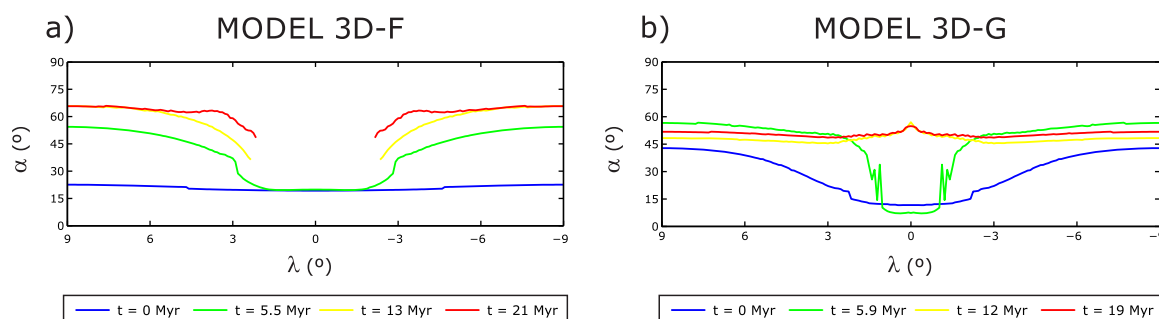 a) MODEL 3D-F
90
75
60
45
30
15
0
α (º)
9 6 3 0 −3 −6 −9
λ (º)
t = 0 Myr t = 5.5 Myr t = 13 Myr t = 21 Myr
b) MODEL 3D-G
90
75
60
45
30
15
0
α (º)
9 6 3 0 −3 −6 −9
λ (º)
t = 0 Myr t = 5.9 Myr t = 12 Myr t = 19 Myr